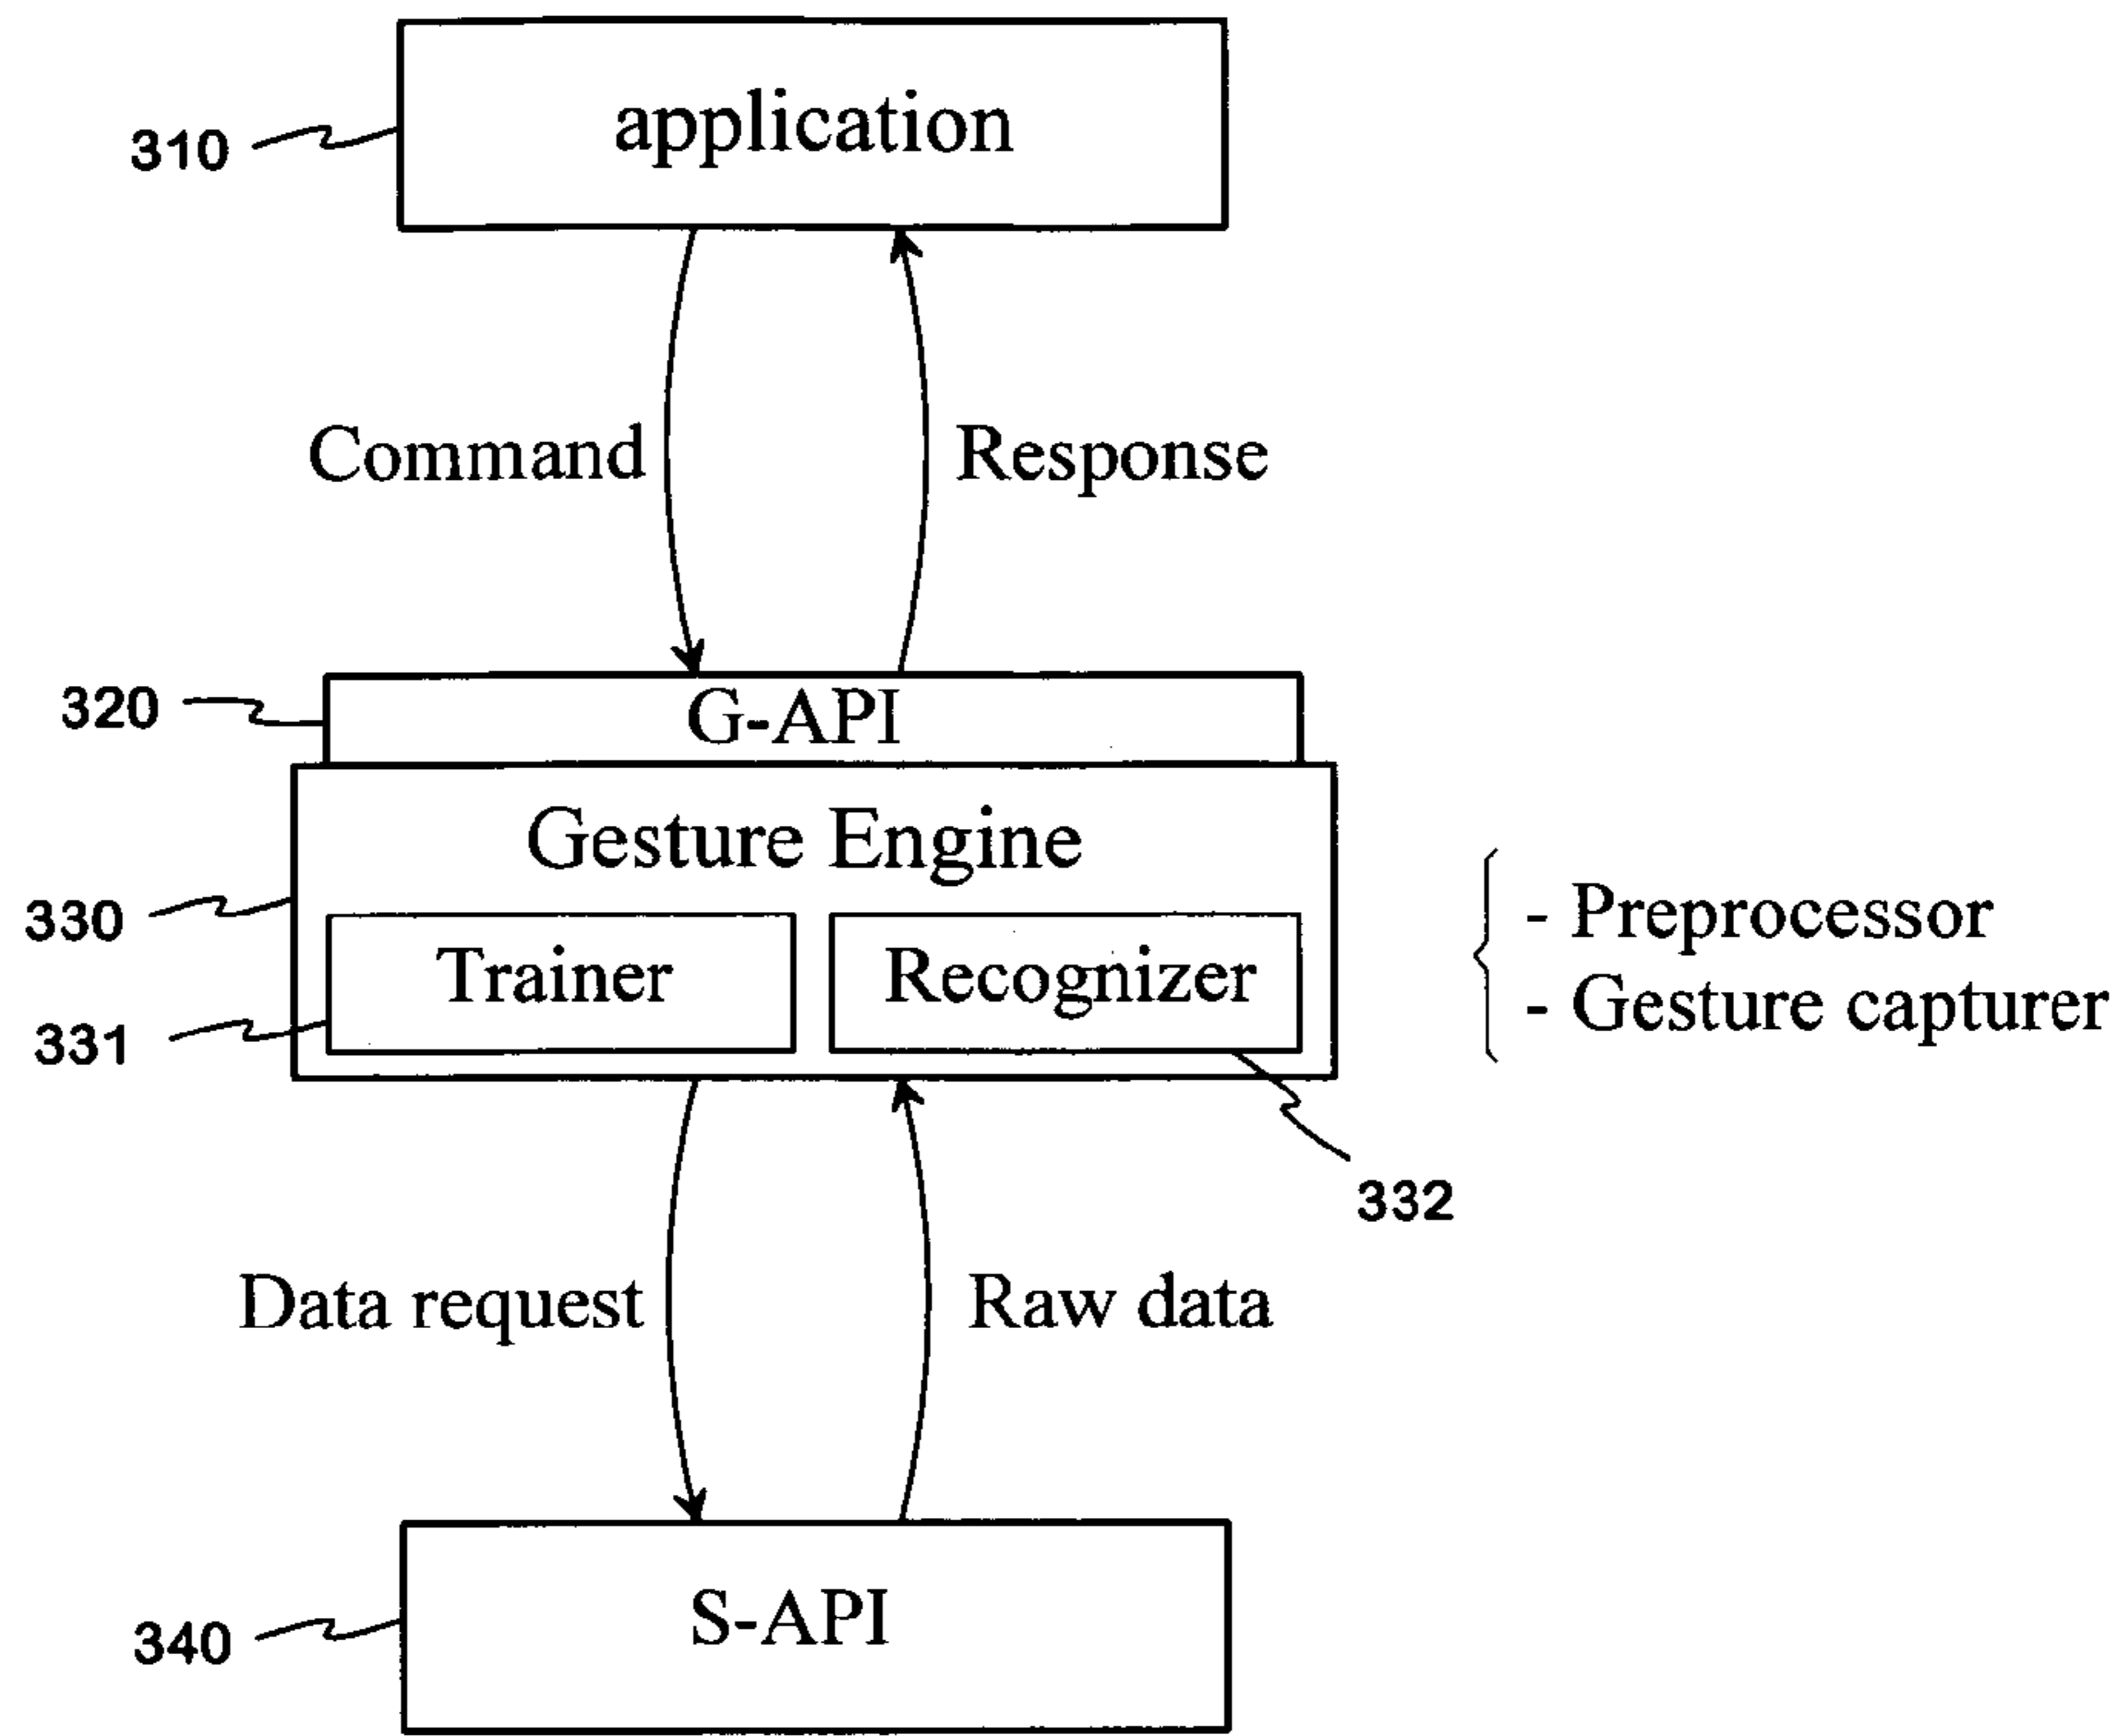 application
310
Command
Response
320
G-API
Gesture Engine
330
- Preprocessor
Trainer
Recognizer
- Gesture capturer
331
332
Data request
Raw data
S-API
340